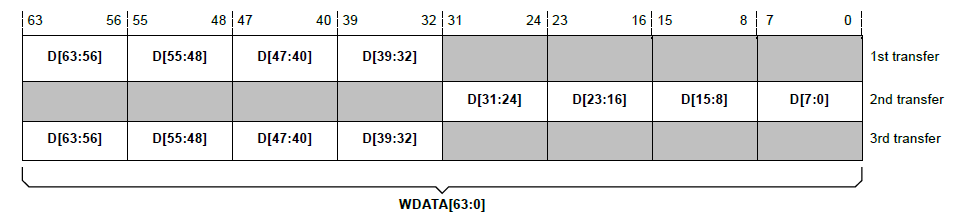 63 56 55 48 47 40 39 32 31 24 23 16 15 8 7 0
D[63:56] D[55:48] D[47:40] D[39:32] 1st transfer
D[31:24] D[23:16] D[15:8] D[7:0] 2nd transfer
D[63:56] D[55:48] D[47:40] D[39:32] 3rd transfer
WDATA[63:0]